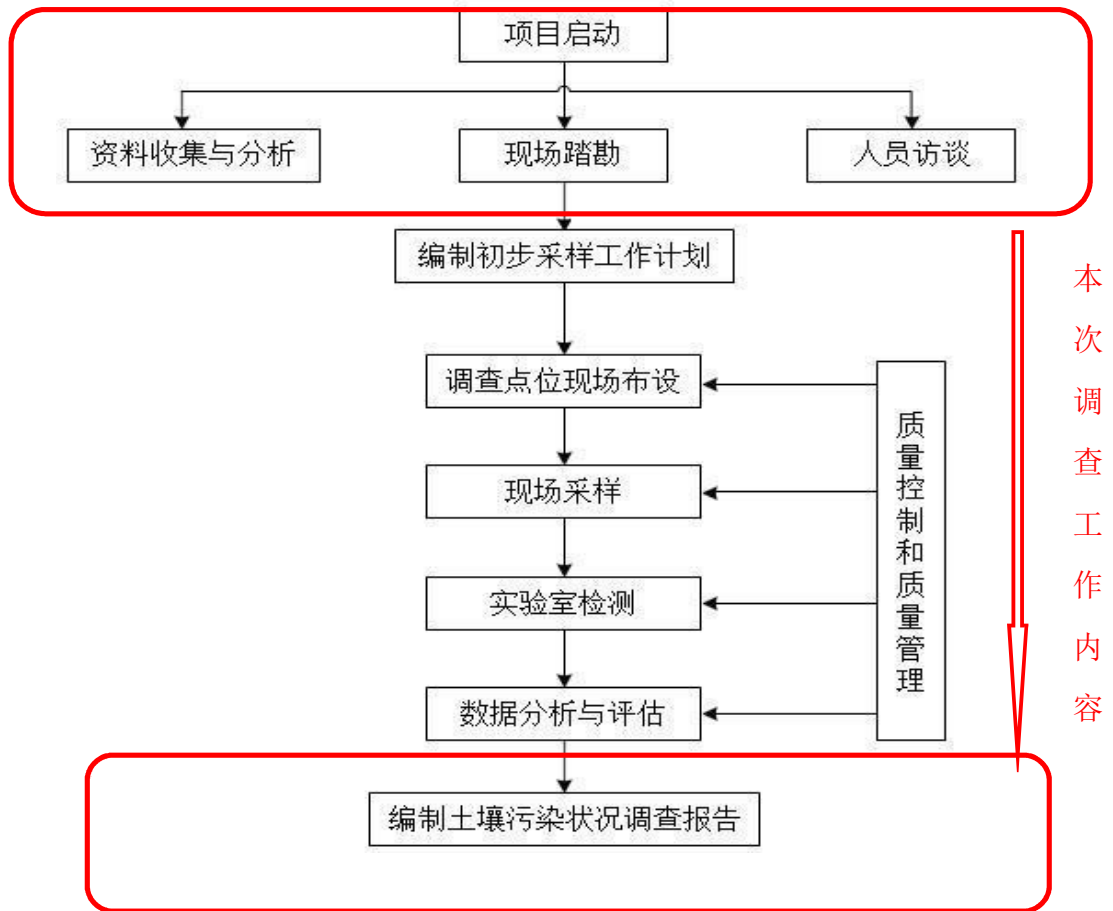 项目启动
资料收集与分析
现场踏勘
人员访谈
编制初步采样工作计划
调查点位现场布设
现场采样
实验室检测
数据分析与评估
质量控制和质量管理
编制土壤污染状况调查报告
本次调查工作内容